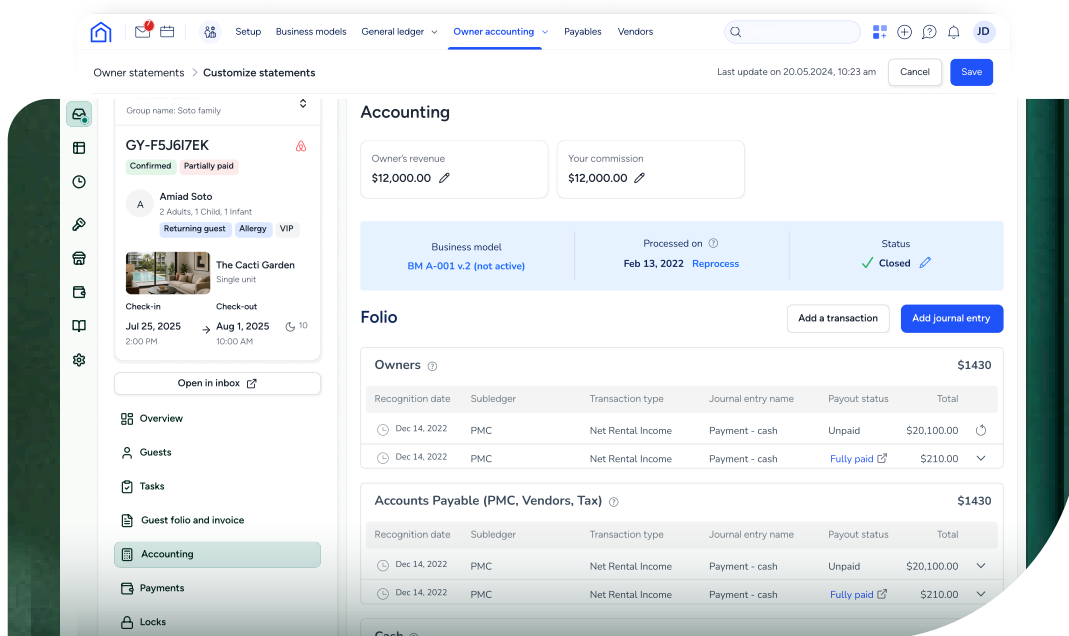 Setup Business models General ledger Owner accounting Payables Vendors JD
Owner statements > Customize statements Last update on 20.05.2024, 10:23 am Cancel Save
Group name: Soto family
GY-F5J6I7EK
Confirmed Partially paid
A
Amiad Soto
2 Adults, 1 Child, 1 Infant
Returning guest Allergy VIP
The Cacti Garden
Single unit
Check-in Check-out
Jul 25, 2025 → Aug 1, 2025 10
2:00 PM 10:00 AM
Open in inbox
Overview
Guests
Tasks
Guest folio and invoice
Accounting
Payments
Locks
Accounting
Owner's revenue Your commission
$12,000.00 $12,000.00
Business model Processed on Status
BM A-001 v.2 (not active) Feb 13, 2022 Reprocess Closed
Folio Add a transaction Add journal entry
Owners $1430
Recognition date Subledger Transaction type Journal entry name Payout status Total
Dec 14, 2022 PMC Net Rental Income Payment - cash Unpaid $20,100.00
Dec 14, 2022 PMC Net Rental Income Payment - cash Fully paid $210.00
Accounts Payable (PMC, Vendors, Tax) $1430
Recognition date Subledger Transaction type Journal entry name Payout status Total
Dec 14, 2022 PMC Net Rental Income Payment - cash Unpaid $20,100.00
Dec 14, 2022 PMC Net Rental Income Payment - cash Fully paid $210.00
Cash